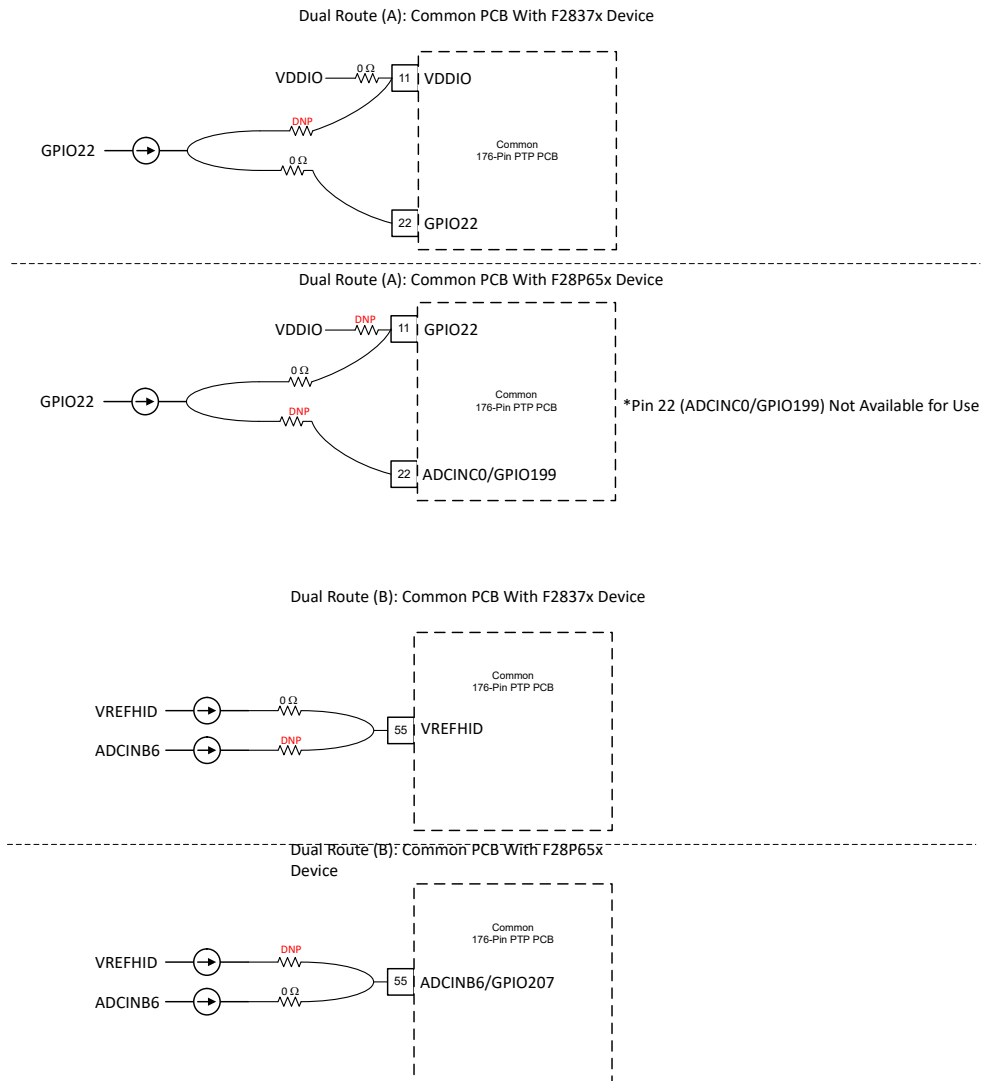 Dual Route (A): Common PCB With F2837x Device
0 Ω
VDDIO
11
VDDIO
DNP
Common
176-Pin PTP PCB
GPIO22
0 Ω
22
GPIO22
Dual Route (A): Common PCB With F28P65x Device
DNP
VDDIO
11
GPIO22
0 Ω
Common
176-Pin PTP PCB
GPIO22
*Pin 22 (ADCINC0/GPIO199) Not Available for Use
DNP
22
ADCINC0/GPIO199
Dual Route (B): Common PCB With F2837x Device
Common
176-Pin PTP PCB
0 Ω
VREFHID
55
VREFHID
DNP
ADCINB6
Dual Route (B): Common PCB With F28P65x
Device
Common
176-Pin PTP PCB
DNP
VREFHID
55
ADCINB6/GPIO207
0 Ω
ADCINB6